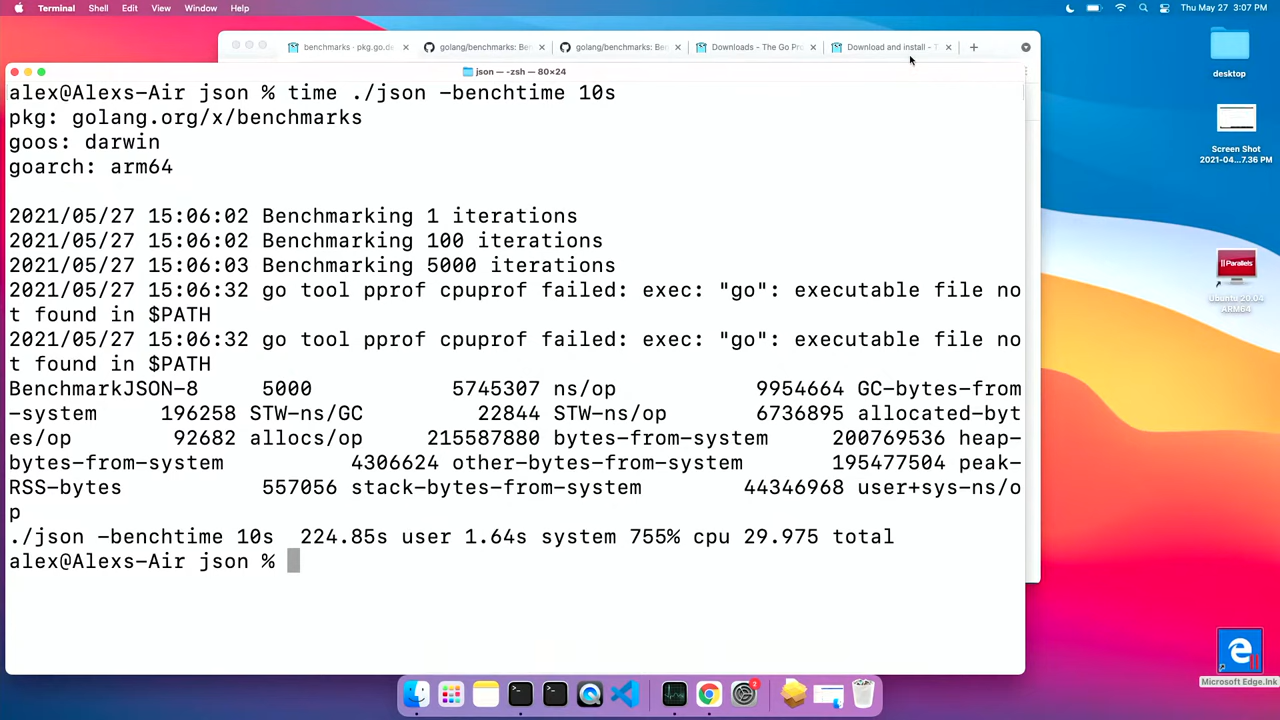 Terminal Shell Edit View Window Help Thu May 27 3:07 PM
benchmarks - pkg.go.de golang/benchmarks: Ben golang/benchmarks: Ben Downloads - The Go Pro Download and install - T
json — -zsh — 80×24
alex@Alexs-Air json % time ./json -benchtime 10s
pkg: golang.org/x/benchmarks
goos: darwin
goarch: arm64
2021/05/27 15:06:02 Benchmarking 1 iterations
2021/05/27 15:06:02 Benchmarking 100 iterations
2021/05/27 15:06:03 Benchmarking 5000 iterations
2021/05/27 15:06:32 go tool pprof cpuprof failed: exec: "go": executable file no
t found in $PATH
2021/05/27 15:06:32 go tool pprof cpuprof failed: exec: "go": executable file no
t found in $PATH
BenchmarkJSON-8 5000 5745307 ns/op 9954664 GC-bytes-from
-system 196258 STW-ns/GC 22844 STW-ns/op 6736895 allocated-byt
es/op 92682 allocs/op 215587880 bytes-from-system 200769536 heap-
bytes-from-system 4306624 other-bytes-from-system 195477504 peak-
RSS-bytes 557056 stack-bytes-from-system 44346968 user+sys-ns/o
p
./json -benchtime 10s 224.85s user 1.64s system 755% cpu 29.975 total
alex@Alexs-Air json %
desktop
Screen Shot
2021-04...7.36 PM
Parallels
Ubuntu 20.04
ARM64
Microsoft Edge.lnk
2